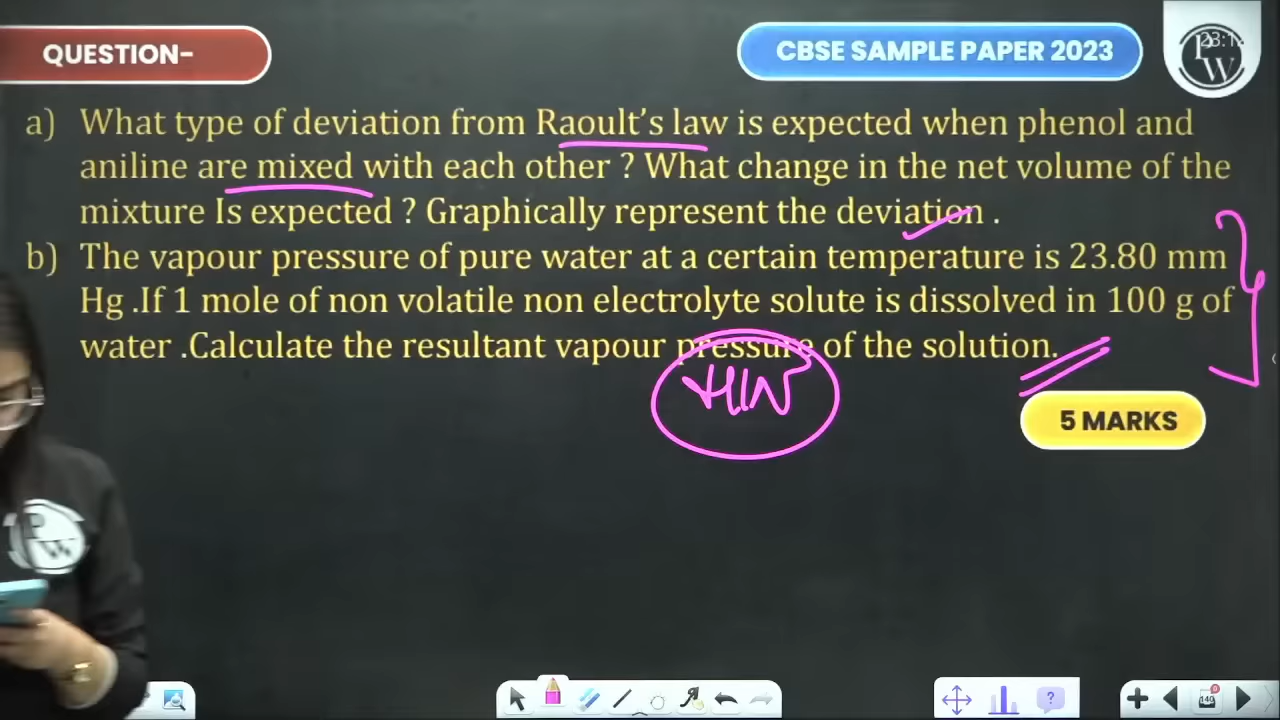 QUESTION-
CBSE SAMPLE PAPER 2023
PW
a) What type of deviation from Raoult's law is expected when phenol and
aniline are mixed with each other ? What change in the net volume of the
mixture Is expected ? Graphically represent the deviation .
b) The vapour pressure of pure water at a certain temperature is 23.80 mm
Hg .If 1 mole of non volatile non electrolyte solute is dissolved in 100 g of
water .Calculate the resultant vapour pressure of the solution.
H.W
5 MARKS
PW